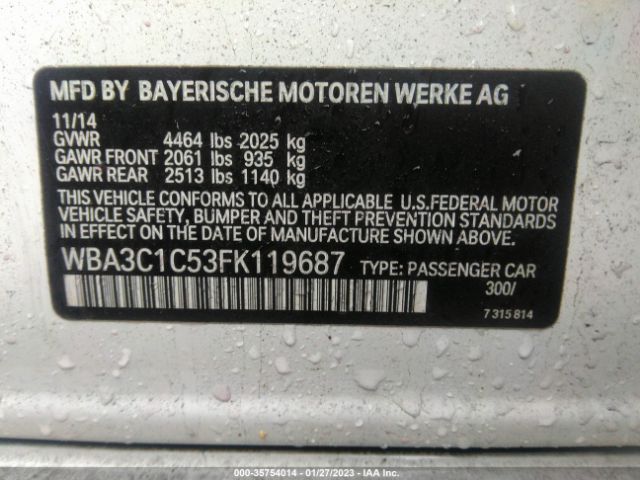 MFD BY BAYERISCHE MOTOREN WERKE AG
11/14
GVWR 4464 lbs 2025 kg
GAWR FRONT 2061 lbs 935 kg
GAWR REAR 2513 lbs 1140 kg
THIS VEHICLE CONFORMS TO ALL APPLICABLE U.S.FEDERAL MOTOR
VEHICLE SAFETY, BUMPER AND THEFT PREVENTION STANDARDS
IN EFFECT ON THE DATE OF MANUFACTURE SHOWN ABOVE.
WBA3C1C53FK119687 TYPE: PASSENGER CAR
300/
7315814
000-35754014 - 01/27/2023 - IAA Inc.